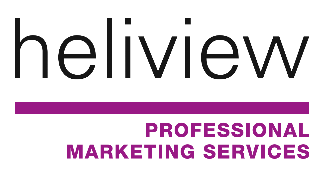 heliview
PROFESSIONAL
MARKETING SERVICES